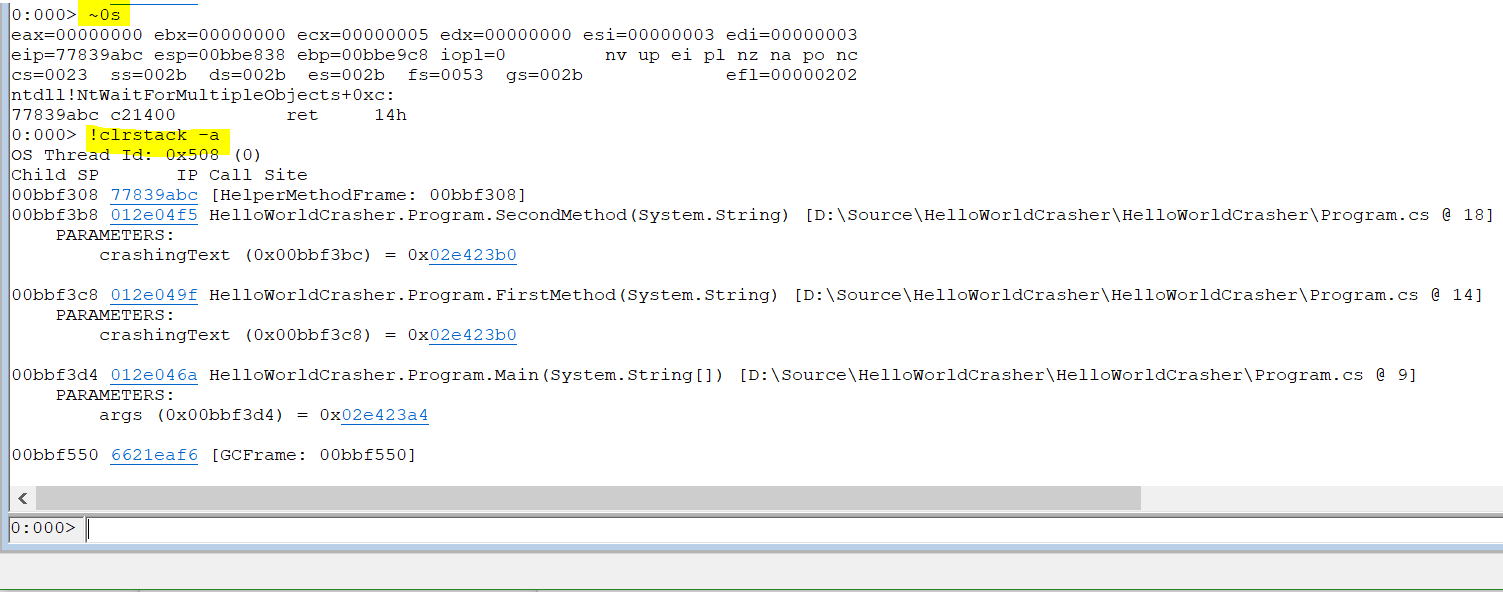 0:000> ~0s
eax=00000000 ebx=00000000 ecx=00000005 edx=00000000 esi=00000003 edi=00000003
eip=77839abc esp=00bbe838 ebp=00bbe9c8 iopl=0         nv up ei pl nz na po nc
cs=0023  ss=002b  ds=002b  es=002b  fs=0053  gs=002b             efl=00000202
ntdll!NtWaitForMultipleObjects+0xc:
77839abc c21400          ret     14h
0:000> !clrstack -a
OS Thread Id: 0x508 (0)
Child SP       IP Call Site
00bbf308 77839abc [HelperMethodFrame: 00bbf308]
00bbf3b8 012e04f5 HelloWorldCrasher.Program.SecondMethod(System.String) [D:\Source\HelloWorldCrasher\HelloWorldCrasher\Program.cs @ 18]
    PARAMETERS:
        crashingText (0x00bbf3bc) = 0x02e423b0
00bbf3c8 012e049f HelloWorldCrasher.Program.FirstMethod(System.String) [D:\Source\HelloWorldCrasher\HelloWorldCrasher\Program.cs @ 14]
    PARAMETERS:
        crashingText (0x00bbf3c8) = 0x02e423b0
00bbf3d4 012e046a HelloWorldCrasher.Program.Main(System.String[]) [D:\Source\HelloWorldCrasher\HelloWorldCrasher\Program.cs @ 9]
    PARAMETERS:
        args (0x00bbf3d4) = 0x02e423a4
00bbf550 6621eaf6 [GCFrame: 00bbf550]
0:000>